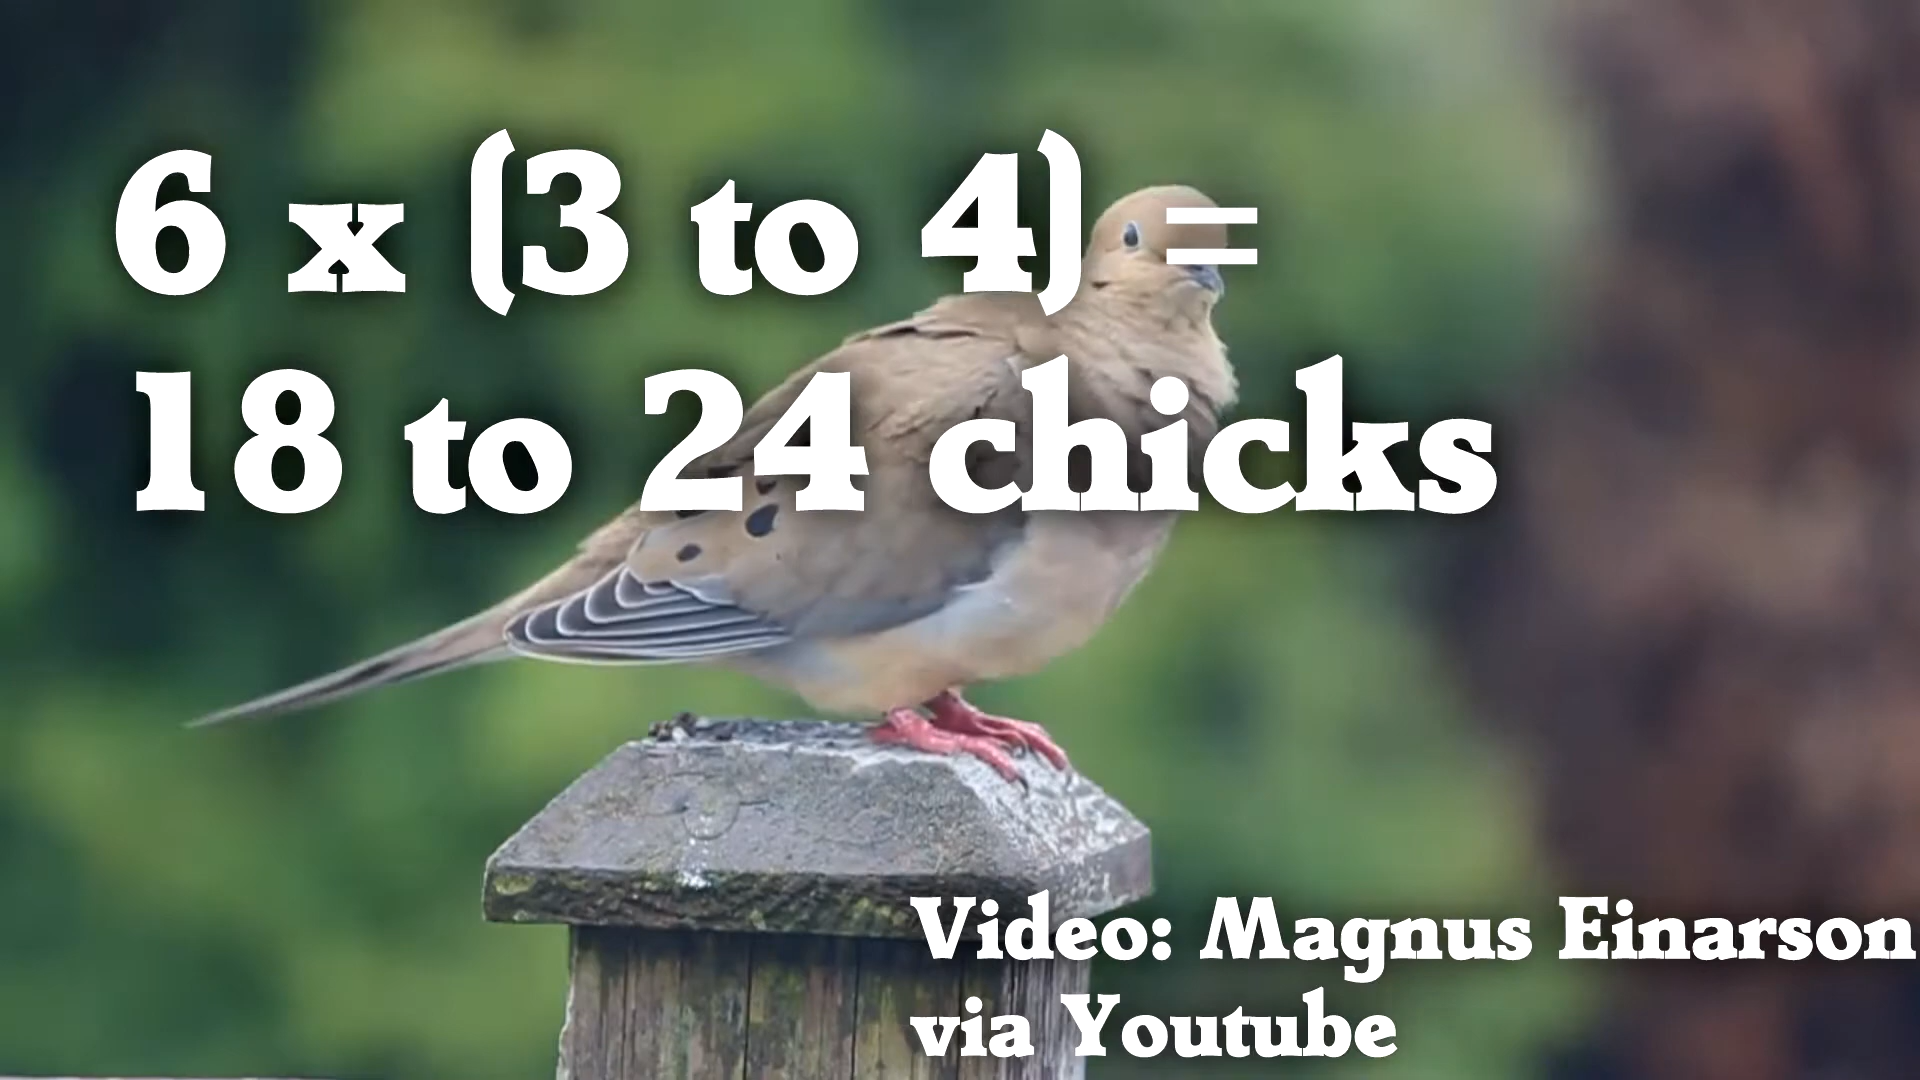 6 x (3 to 4) =
18 to 24 chicks
Video: Magnus Einarson
via Youtube